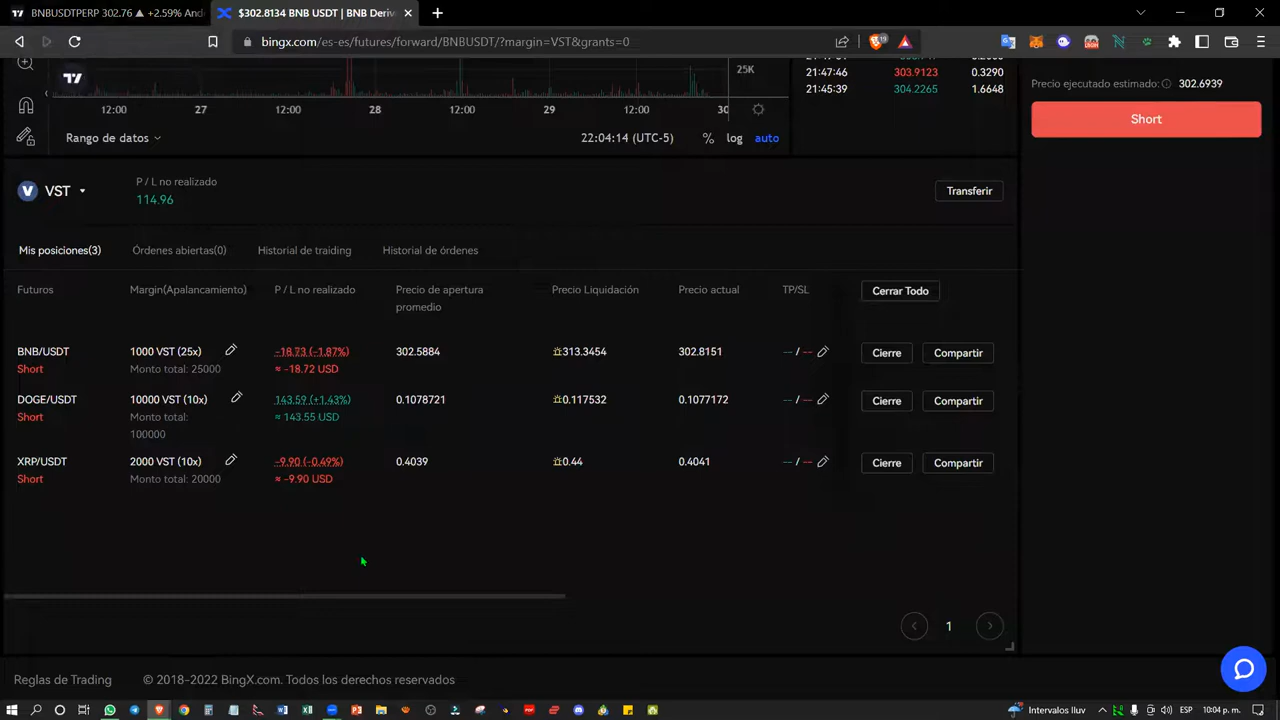 BNBUSDTPERP 302.76 ▲ +2.59% And
$302.8134 BNB USDT | BNB Deriv
bingx.com/es-es/futures/forward/BNBUSDT/?margin=VST&grants=0
19
25K
12:00 27 12:00 28 12:00 29 12:00 30
Rango de datos
22:04:14 (UTC-5) % log auto
21:47:46 303.9123 0.3290
21:45:39 304.2265 1.6648
Precio ejecutado estimado: 302.6939
Short
VST
P / L no realizado
114.96
Transferir
Mis posiciones(3) Órdenes abiertas(0) Historial de traiding Historial de órdenes
Futuros Margin(Apalancamiento) P / L no realizado Precio de apertura promedio Precio Liquidación Precio actual TP/SL Cerrar Todo
BNB/USDT 1000 VST (25x) -18.73 (-1.87%) 302.5884 313.3454 302.8151 -- / -- Cierre Compartir
Short Monto total: 25000 ≈ -18.72 USD
DOGE/USDT 10000 VST (10x) 143.59 (+1.43%) 0.1078721 0.117532 0.1077172 -- / -- Cierre Compartir
Short Monto total: 100000 ≈ 143.55 USD
XRP/USDT 2000 VST (10x) -9.90 (-0.49%) 0.4039 0.44 0.4041 -- / -- Cierre Compartir
Short Monto total: 20000 ≈ -9.90 USD
1
Reglas de Trading © 2018-2022 BingX.com. Todos los derechos reservados
Intervalos lluv ESP 10:04 p. m.